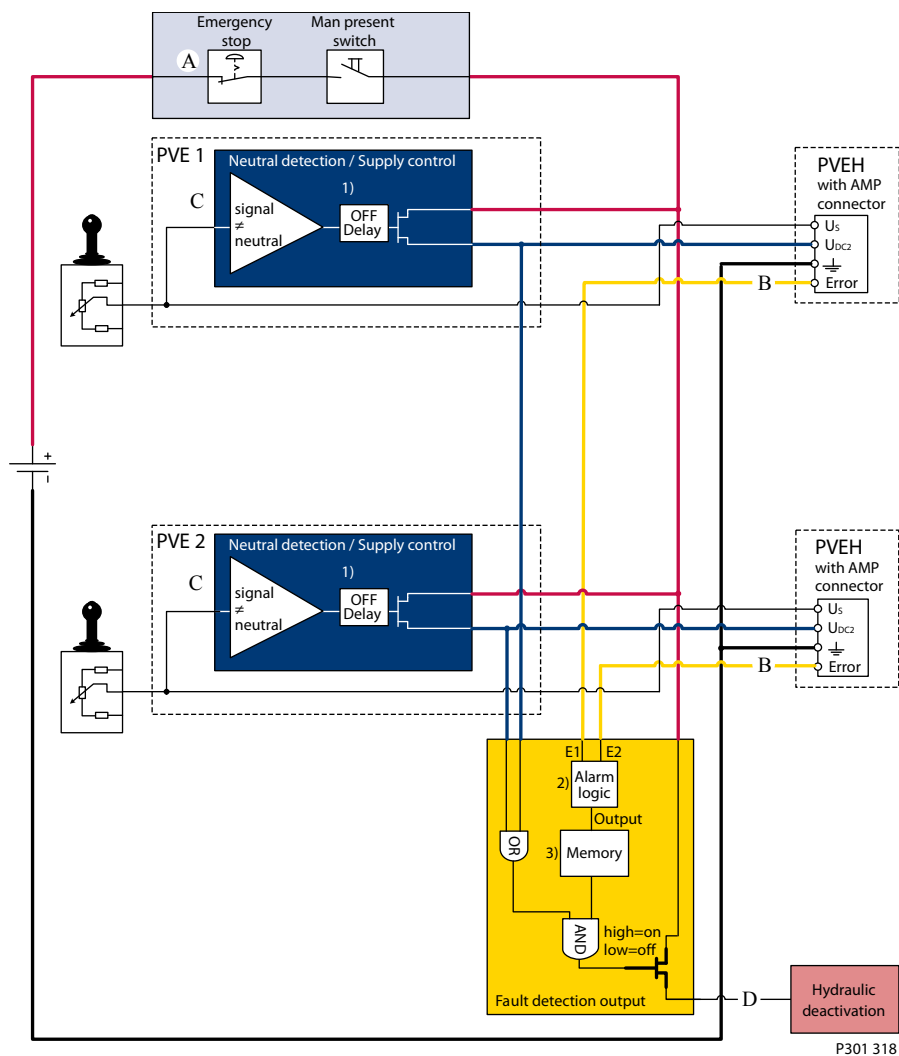 Emergency
stop
Man present
switch
A
PVE 1
Neutral detection / Supply control
C
1)
signal
≠
neutral
OFF
Delay
PVEH
with AMP
connector
US
UDC2
Error
B
+
–
PVE 2
Neutral detection / Supply control
C
1)
signal
≠
neutral
OFF
Delay
PVEH
with AMP
connector
US
UDC2
Error
B
E1
E2
2)
Alarm
logic
Output
OR
3)
Memory
AND
high=on
low=off
Fault detection output
D
Hydraulic
deactivation
P301 318